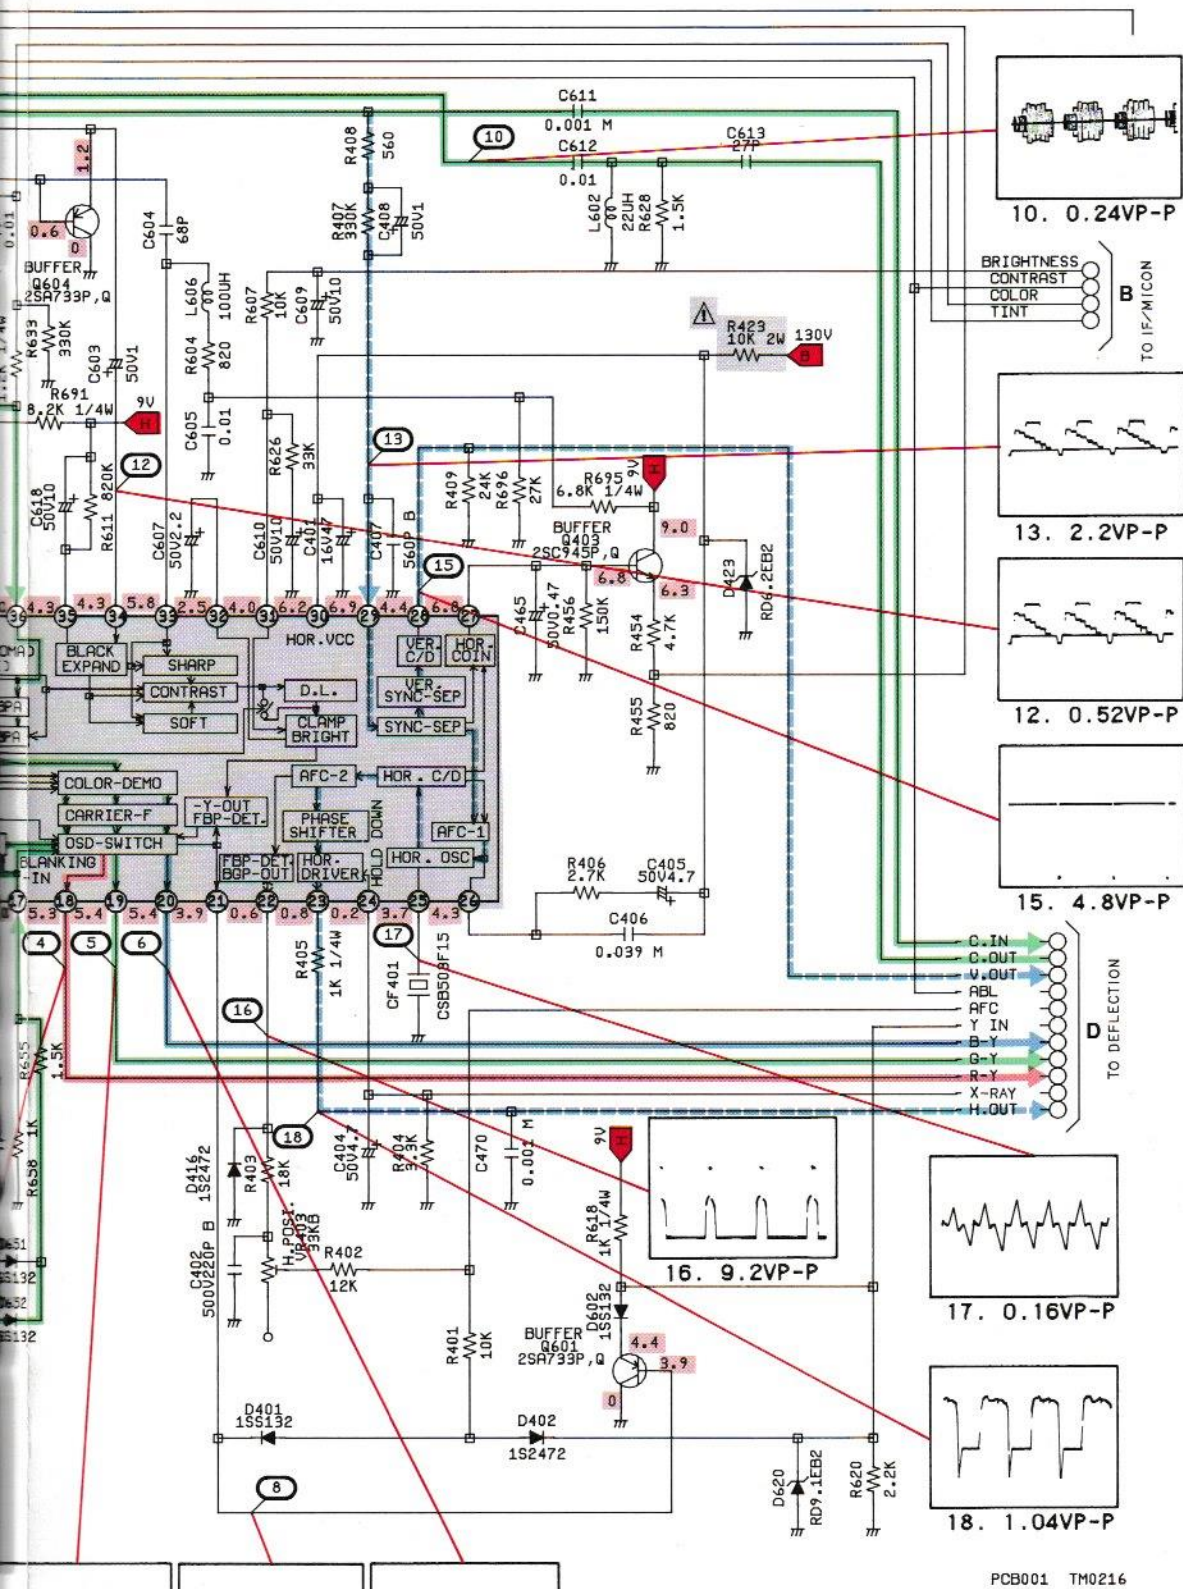 C611
0.001 M
10
C612
0.01
C613
27P
R408
560
R407
330K
C408
50V1
L602
22UH
R628
1.5K
10. 0.24VP-P
1.2
0.6
0
0.01
BUFFER
Q604
2SA733P,Q
C604
68P
L606
100UH
R604
820
R607
10K
C609
50V10
BRIGHTNESS
CONTRAST
COLOR
TINT
B
TO IF/MICON
R423
10K 2W
130V
B
R633
330K
C603
50V1
R691
8.2K 1/4W
9V
H
C605
0.01
R626
33K
12
13
C618
50V10
R611
820K
C607
50V2.2
C610
50V10
C401
16V47
C407
560P B
R409
24K
R696
27K
R695
6.8K 1/4W
9V
H
BUFFER
Q403
2SC945P,Q
9.0
6.8
6.3
D423
RD6.2EB2
15
C465
50V0.47
R456
150K
R454
4.7K
R455
820
13. 2.2VP-P
12. 0.52VP-P
15. 4.8VP-P
4.3
4.3
5.8
2.5
4.0
6.2
6.9
4.4
6.8
36
35
34
33
32
31
30
29
28
27
HOR.VCC
BLACK
EXPAND
SHARP
CONTRAST
SOFT
D.L.
CLAMP
BRIGHT
VER.
C/D
HOR.
COIN
VER.
SYNC-SEP
SYNC-SEP
COLOR-DEMO
CARRIER-F
OSD-SWITCH
BLANKING
-IN
-Y-OUT
FBP-DET.
AFC-2
HOR. C/D
PHASE
SHIFTER
HOLD DOWN
AFC-1
HOR. OSC
FBP-DET.
BGP-OUT
HOR-
DRIVER
17
18
19
20
21
22
23
24
25
26
5.3
5.4
5.4
3.9
0.6
0.8
0.2
3.7
4.3
4
5
6
17
R406
2.7K
C405
50V4.7
C406
0.039 M
R405
1K 1/4W
CF401
CSB503F15
16
C.IN
C.OUT
V.OUT
ABL
AFC
Y IN
B-Y
G-Y
R-Y
X-RAY
H.OUT
D
TO DEFLECTION
R655
1.5K
R658
1K
18
D416
1S2472
R403
18K
C404
50V4.7
R404
3.3K
C470
0.001 M
9V
H
R618
1K 1/4W
16. 9.2VP-P
17. 0.16VP-P
C402
500V220P B
H.POSI.
VR403
33KB
R402
12K
R401
10K
D602
1SS132
BUFFER
Q601
2SA733P,Q
4.4
3.9
0
D401
1SS132
D402
1S2472
D620
RD9.1EB2
R620
2.2K
8
18. 1.04VP-P
PCB001 TM0216